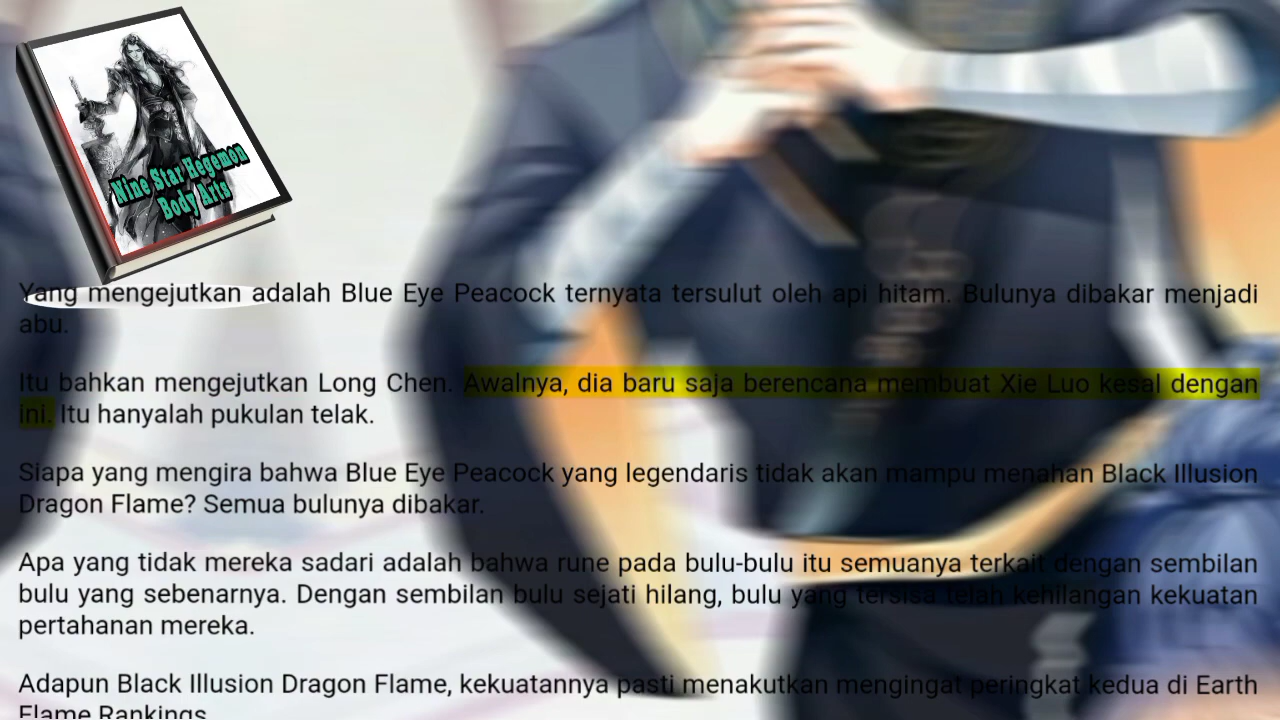 Nine Star Hegemon
Body Arts
Yang mengejutkan adalah Blue Eye Peacock ternyata tersulut oleh api hitam. Bulunya dibakar menjadi
abu.
Itu bahkan mengejutkan Long Chen. Awalnya, dia baru saja berencana membuat Xie Luo kesal dengan
ini. Itu hanyalah pukulan telak.
Siapa yang mengira bahwa Blue Eye Peacock yang legendaris tidak akan mampu menahan Black Illusion
Dragon Flame? Semua bulunya dibakar.
Apa yang tidak mereka sadari adalah bahwa rune pada bulu-bulu itu semuanya terkait dengan sembilan
bulu yang sebenarnya. Dengan sembilan bulu sejati hilang, bulu yang tersisa telah kehilangan kekuatan
pertahanan mereka.
Adapun Black Illusion Dragon Flame, kekuatannya pasti menakutkan mengingat peringkat kedua di Earth
Flame Rankings.